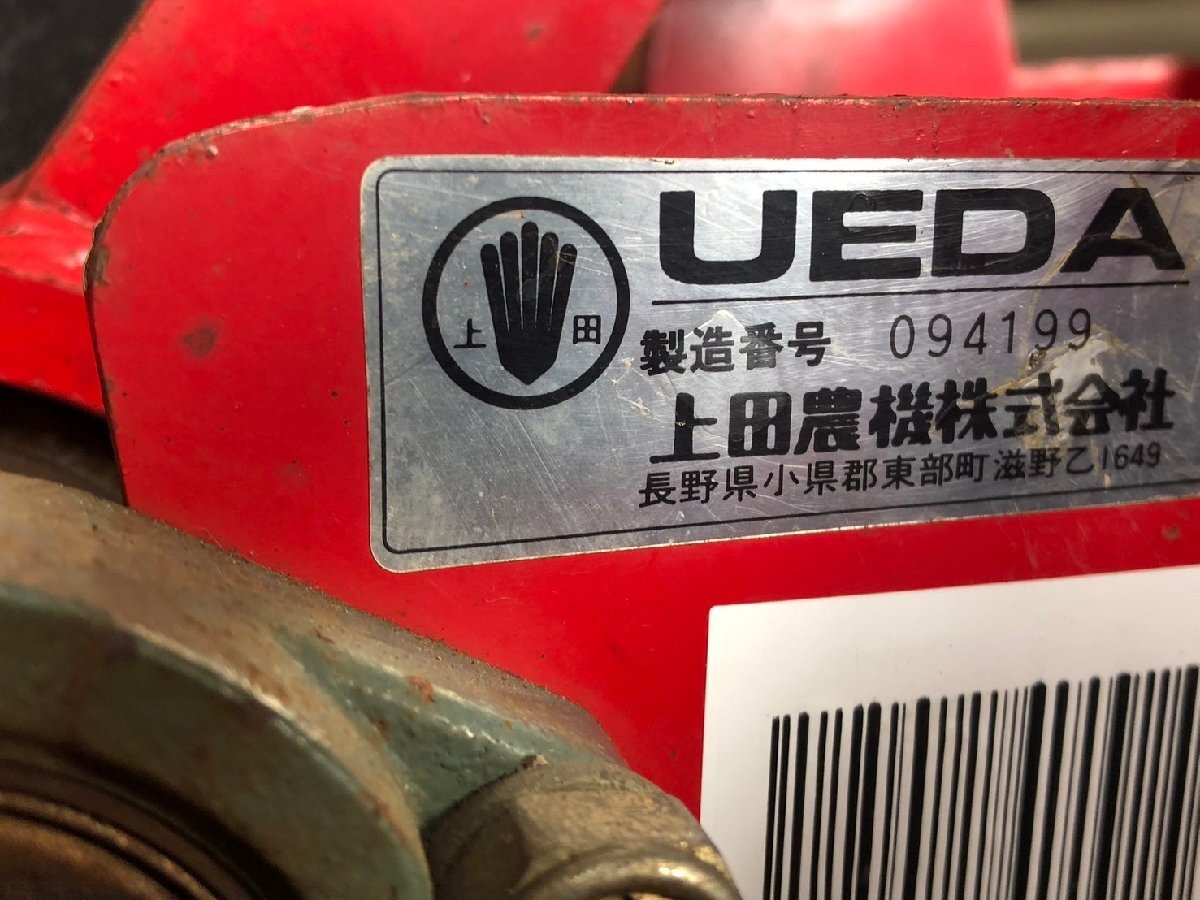 上田
UEDA
製造番号 094199
上田農機株式会社
長野県小県郡東部町滋野乙1649